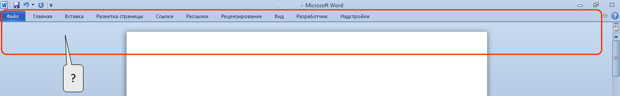 - Microsoft Word
Файл Главная Вставка Разметка страницы Ссылки Рассылки Рецензирование Вид Разработчик Надстройки
?